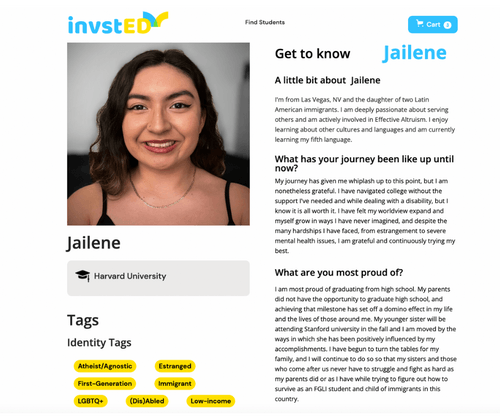 invstED
Find Students
Cart
Get to know Jailene
A little bit about Jailene
I'm from Las Vegas, NV and the daughter of two Latin
American immigrants. I am deeply passionate about serving
others and am actively involved in Effective Altruism. I enjoy
learning about other cultures and languages and am currently
learning my fifth language.
What has your journey been like up until
now?
My journey has given me whiplash up to this point, but I am
nonetheless grateful. I have navigated college without the
support I've needed and while dealing with a disability, but I
know it is all worth it. I have felt my worldview expand and
myself grow in ways I have never imagined, and despite the
many hardships I have faced, from estrangement to severe
mental health issues, I am grateful and continuously trying my
best.
What are you most proud of?
I am most proud of graduating from high school. My parents
did not have the opportunity to graduate high school, and
achieving that milestone has set off a domino effect in my life
and the lives of those around me. My younger sister will be
attending Stanford university in the fall and I am moved by the
ways in which she has been positively influenced by my
accomplishments. I have begun to turn the tables for my
family, and I will continue to do so so that my sisters and those
who come after us never have to struggle and fight as hard as
my parents did or as I have while trying to figure out how to
survive as an FGLI student and child of immigrants in this
country.
Jailene
Harvard University
Tags
Identity Tags
Atheist/Agnostic
Estranged
First-Generation
Immigrant
LGBTQ+
(Dis)Abled
Low-income